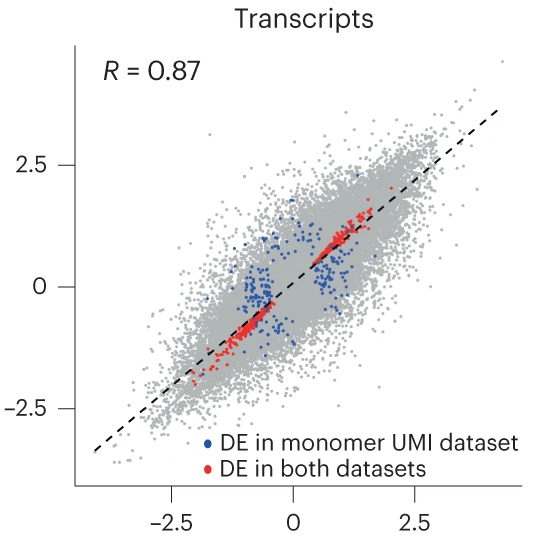 Transcripts
R = 0.87
2.5
0
−2.5
DE in monomer UMI dataset
DE in both datasets
−2.5 0 2.5